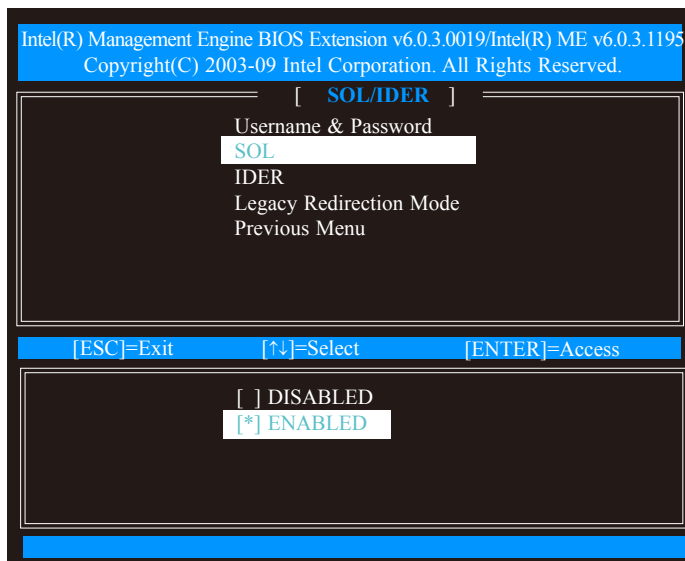 Intel(R) Management Engine BIOS Extension v6.0.3.0019/Intel(R) ME v6.0.3.1195
Copyright(C) 2003-09 Intel Corporation. All Rights Reserved.
[ SOL/IDER ]
Username & Password
SOL
IDER
Legacy Redirection Mode
Previous Menu
[ESC]=Exit [↑↓]=Select [ENTER]=Access
[ ] DISABLED
[*] ENABLED